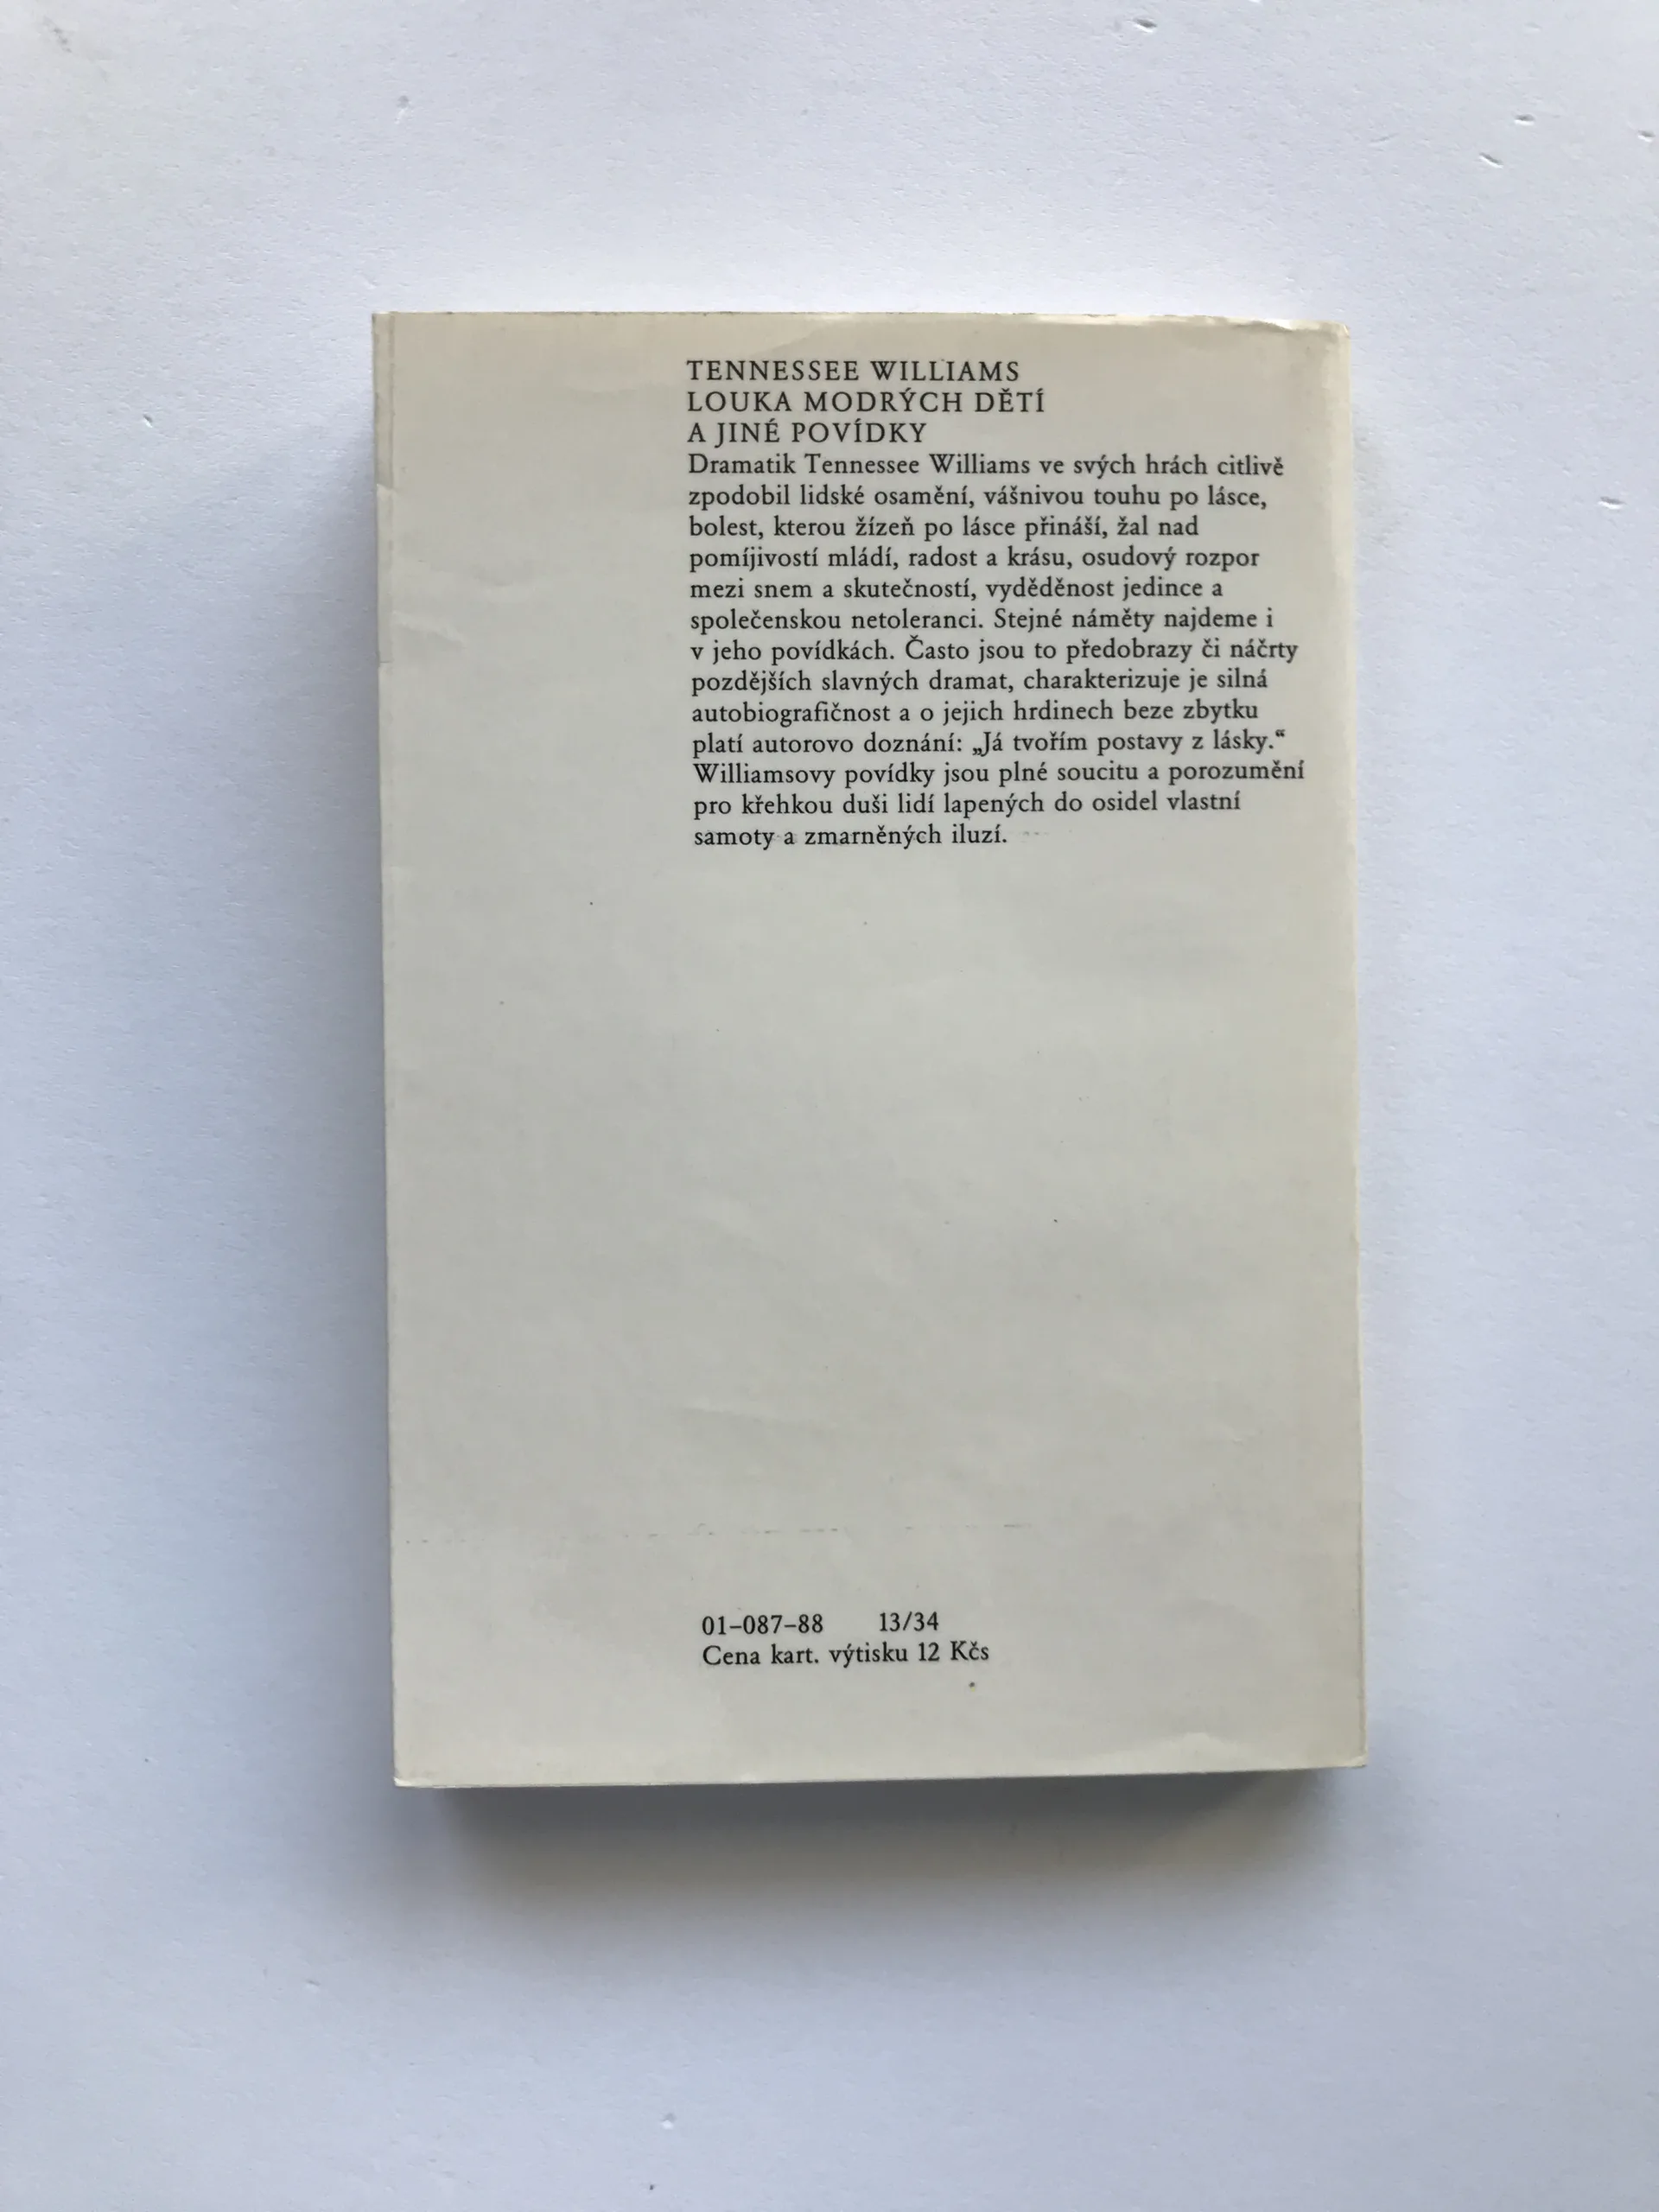 TENNESSEE WILLIAMS
LOUKA MODRÝCH DĚTÍ
A JINÉ POVÍDKY
Dramatik Tennessee Williams ve svých hrách citlivě
zpodobil lidské osamění, vášnivou touhu po lásce,
bolest, kterou žízeň po lásce přináší, žal nad
pomíjivostí mládí, radost a krásu, osudový rozpor
mezi snem a skutečností, vyděděnost jedince a
společenskou netoleranci. Stejné náměty najdeme i
v jeho povídkách. Často jsou to předobrazy či náčrty
pozdějších slavných dramat, charakterizuje je silná
autobiografičnost a o jejich hrdinech beze zbytku
platí autorovo doznání: „Já tvořím postavy z lásky.“
Williamsovy povídky jsou plné soucitu a porozumění
pro křehkou duši lidí lapených do osidel vlastní
samoty a zmarněných iluzí.
01–087–88 13/34
Cena kart. výtisku 12 Kčs